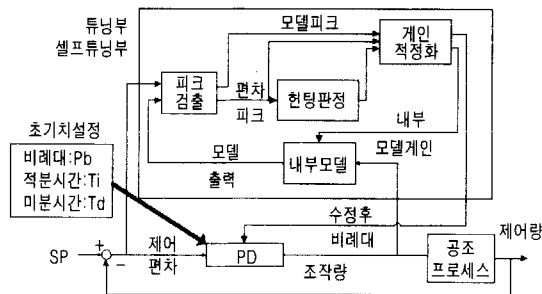 튜닝부
셀프튜닝부
모델피크
게인
적정화
피크
검출
편차
피크
헌팅판정
내부
모델게인
초기치설정
비례대:Pb
적분시간:Ti
미분시간:Td
모델
출력
내부모델
수정후
비례대
제어량
SP
+
−
제어
편차
PD
조작량
공조
프로세스